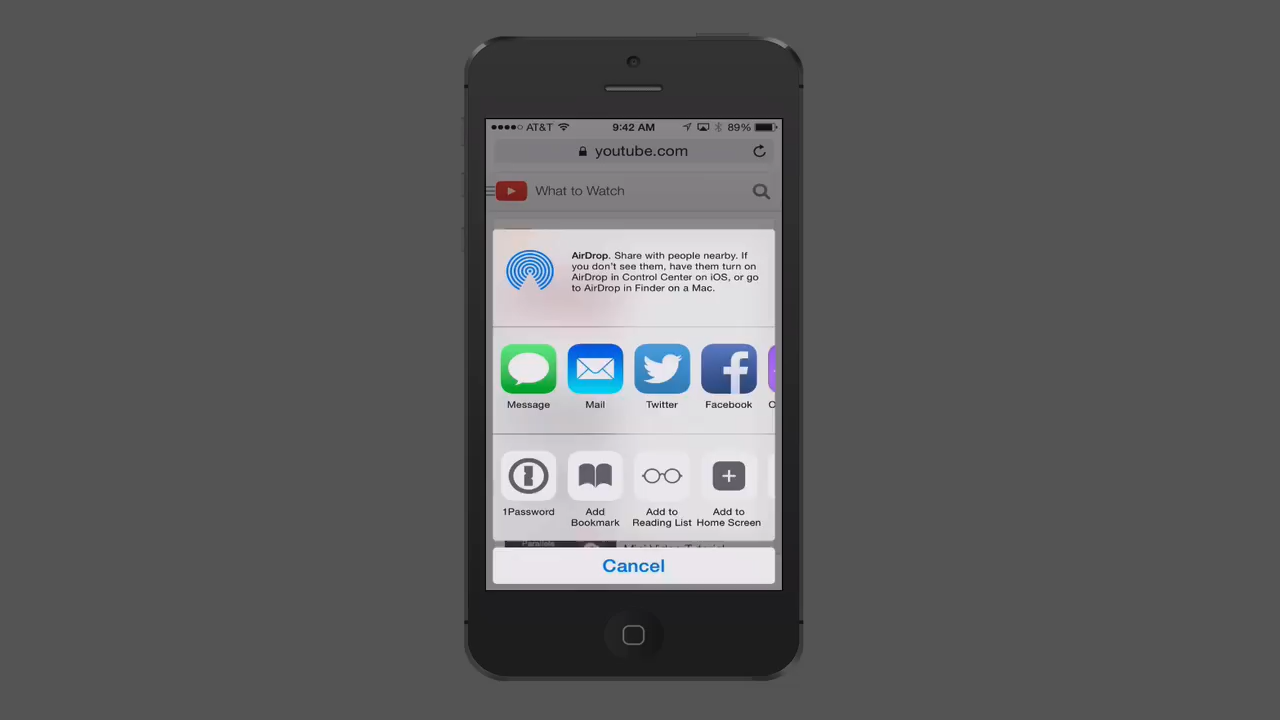 AT&T 9:42 AM 89%
youtube.com
What to Watch
AirDrop. Share with people nearby. If
you don't see them, have them turn on
AirDrop in Control Center on iOS, or go
to AirDrop in Finder on a Mac.
Message Mail Twitter Facebook C
1Password Add Bookmark Add to Reading List Add to Home Screen
Parallels
Cancel